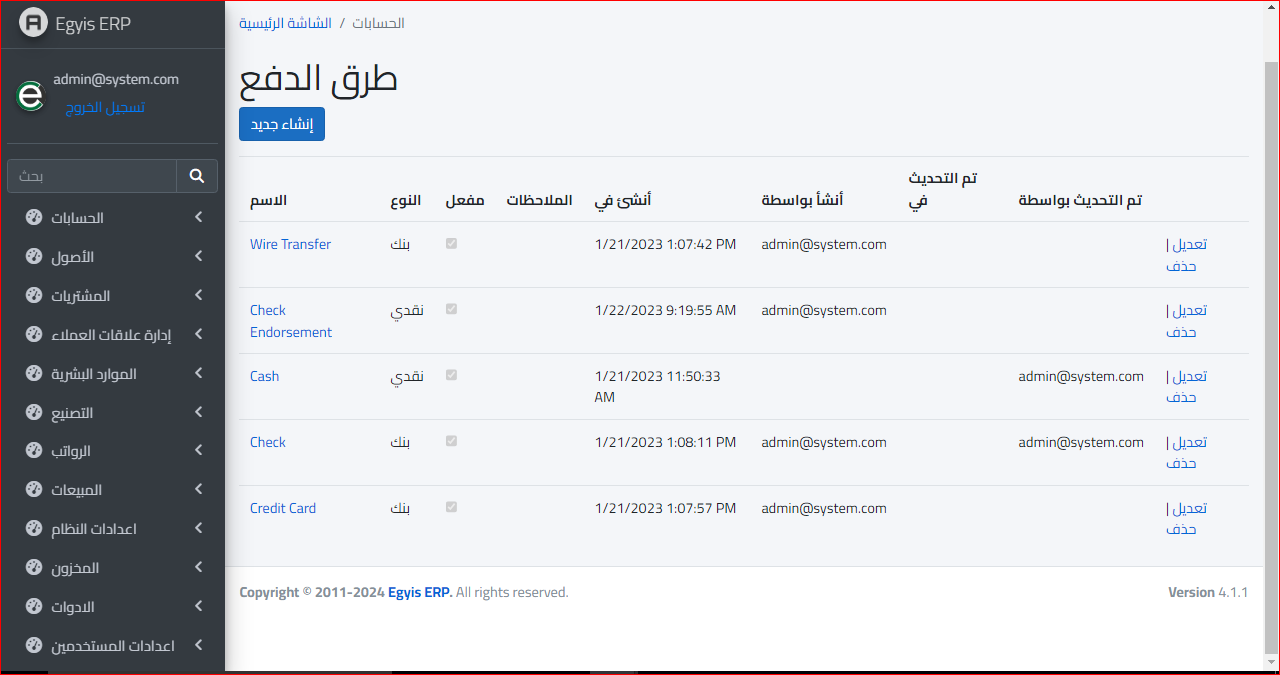 Egyis ERP
admin@system.com
تسجيل الخروج
بحث
الحسابات
الأصول
المشتريات
إدارة علاقات العملاء
الموارد البشرية
التصنيع
الرواتب
المبيعات
اعدادات النظام
المخزون
الادوات
اعدادات المستخدمين
الشاشة الرئيسية / الحسابات
طرق الدفع
إنشاء جديد
الاسم النوع مفعل الملاحظات أنشئ في أنشأ بواسطة تم التحديث في تم التحديث بواسطة
Wire Transfer بنك 1/21/2023 1:07:42 PM admin@system.com تعديل |
حذف
Check نقدي 1/22/2023 9:19:55 AM admin@system.com تعديل |
Endorsement حذف
Cash نقدي 1/21/2023 11:50:33 admin@system.com تعديل |
AM حذف
Check بنك 1/21/2023 1:08:11 PM admin@system.com admin@system.com تعديل |
حذف
Credit Card بنك 1/21/2023 1:07:57 PM admin@system.com تعديل |
حذف
Copyright © 2011-2024 Egyis ERP. All rights reserved. Version 4.1.1